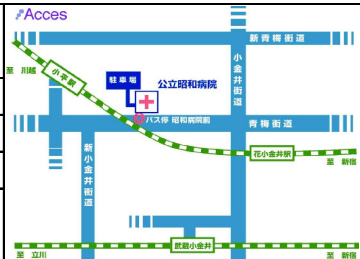 Acces
新青梅街道
至 川越
小平駅
駐車場
公立昭和病院
小金井街道
バス停 昭和病院前
青梅街道
新小金井街道
花小金井駅
至 新宿
武蔵小金井
至 立川
至 新宿